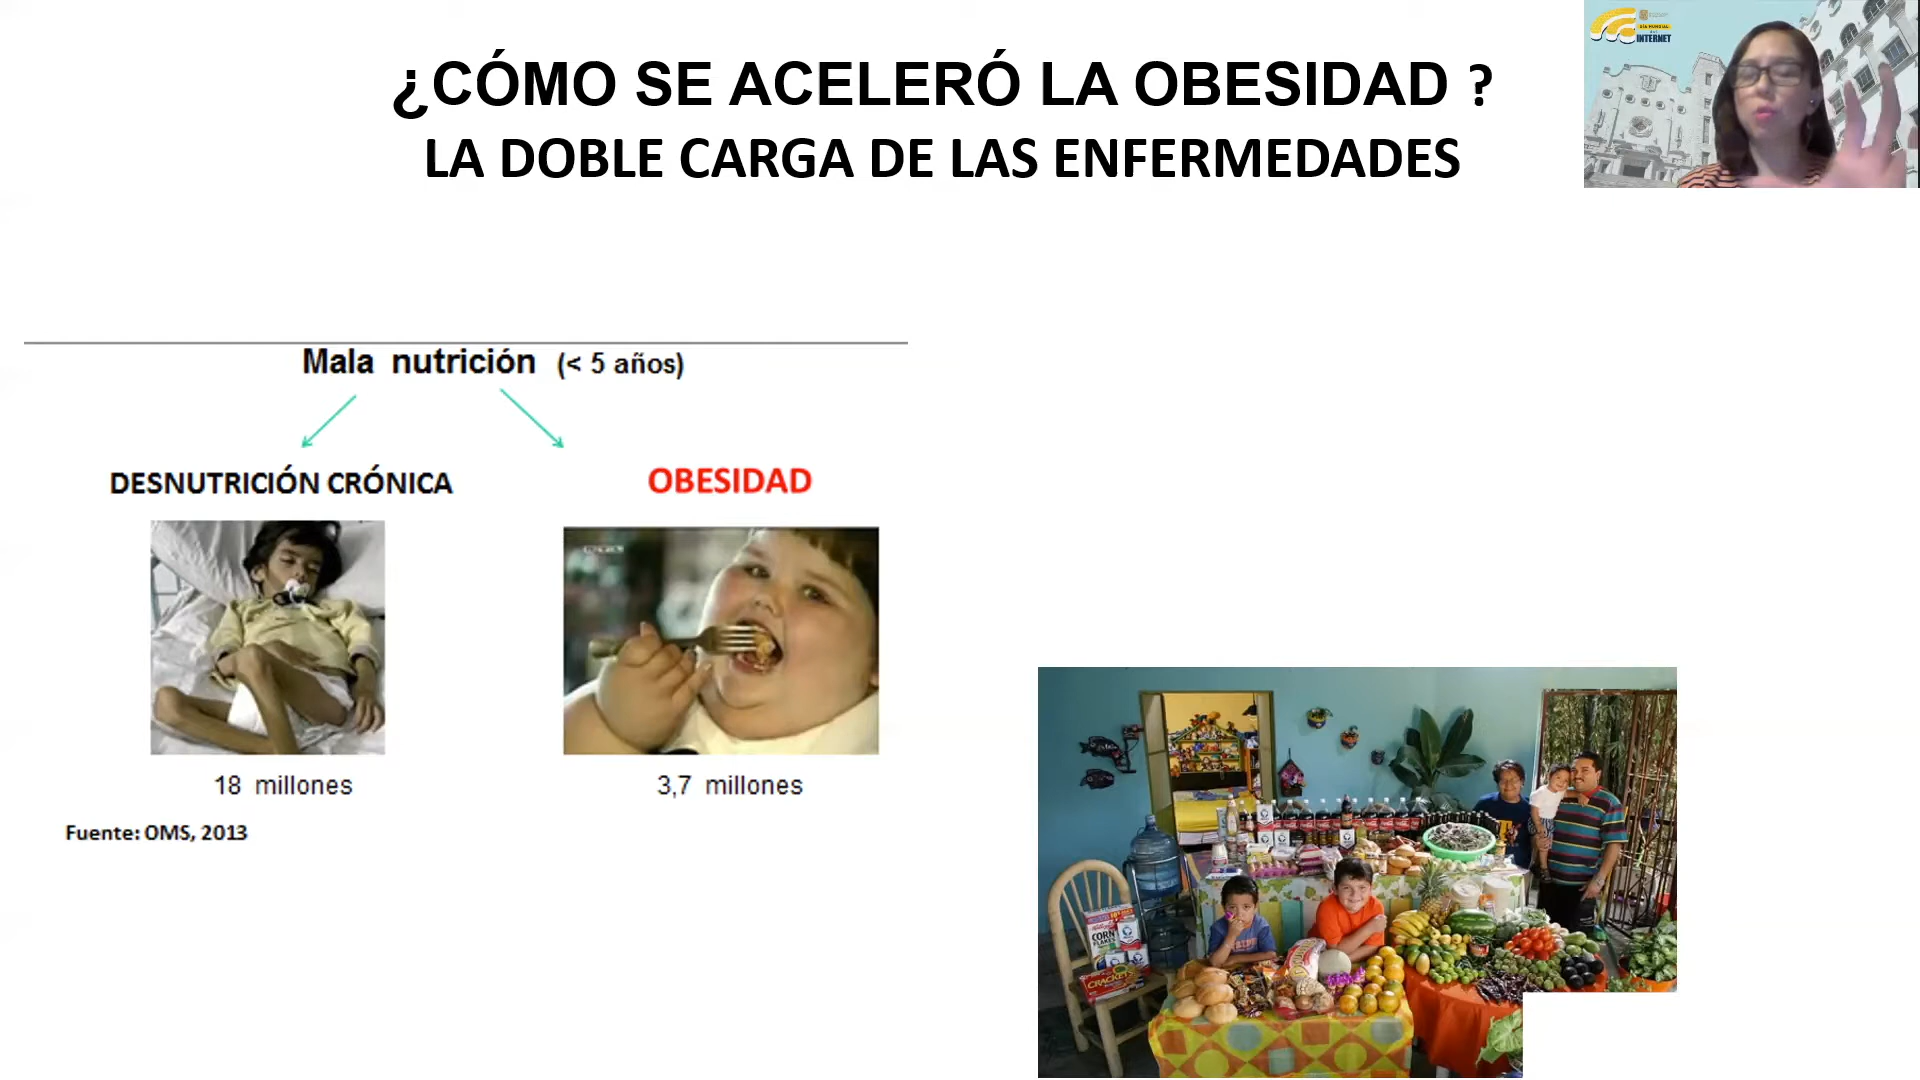 ¿CÓMO SE ACELERÓ LA OBESIDAD ?
LA DOBLE CARGA DE LAS ENFERMEDADES
INTERNET
Mala nutrición (< 5 años)
DESNUTRICIÓN CRÓNICA
OBESIDAD
18 millones
3,7 millones
Fuente: OMS, 2013
CORN
FLAKES
CRACKETS